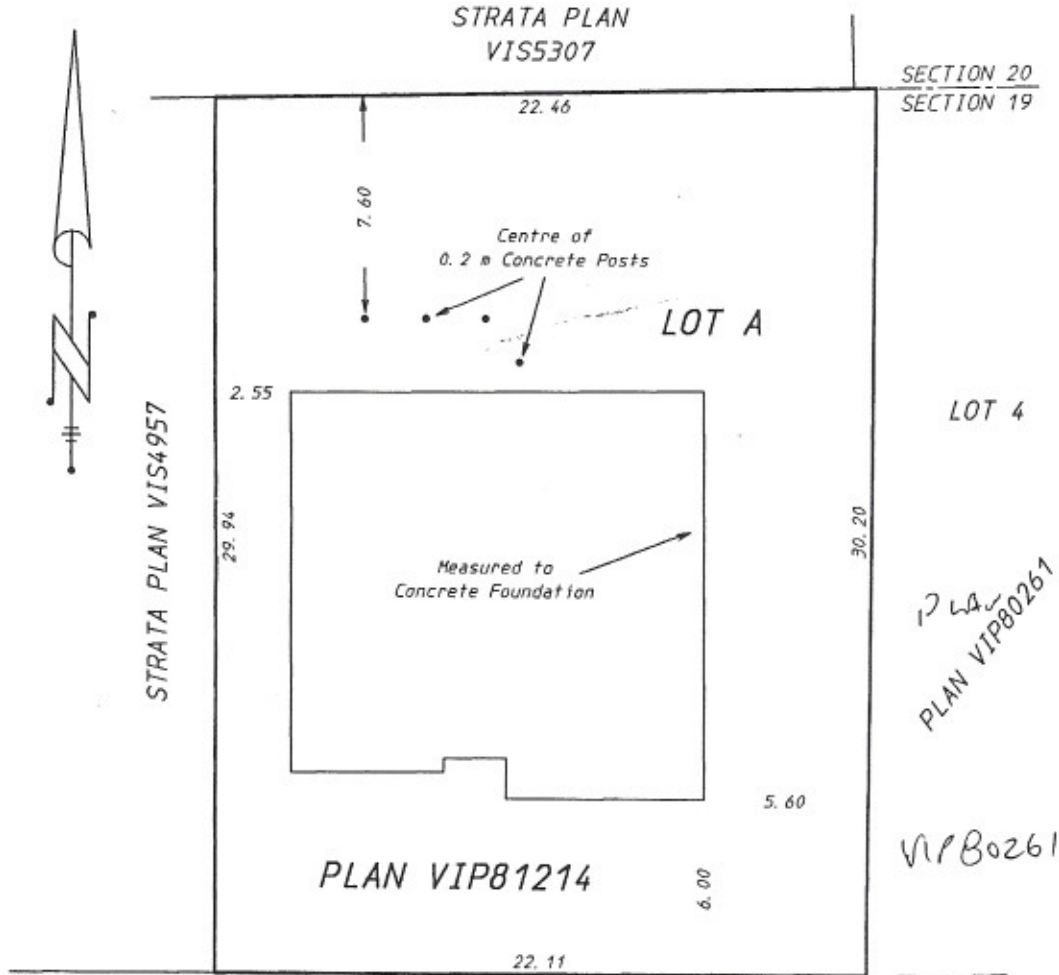 STRATA PLAN
VIS5307
SECTION 20
SECTION 19
22.46
7.60
Centre of
0.2 m Concrete Posts
LOT A
N
2.55
LOT 4
STRATA PLAN VIS4957
29.94
30.20
Measured to
Concrete Foundation
Plan
PLAN VIP80261
5.60
VIP80261
PLAN VIP81214
6.00
22.11